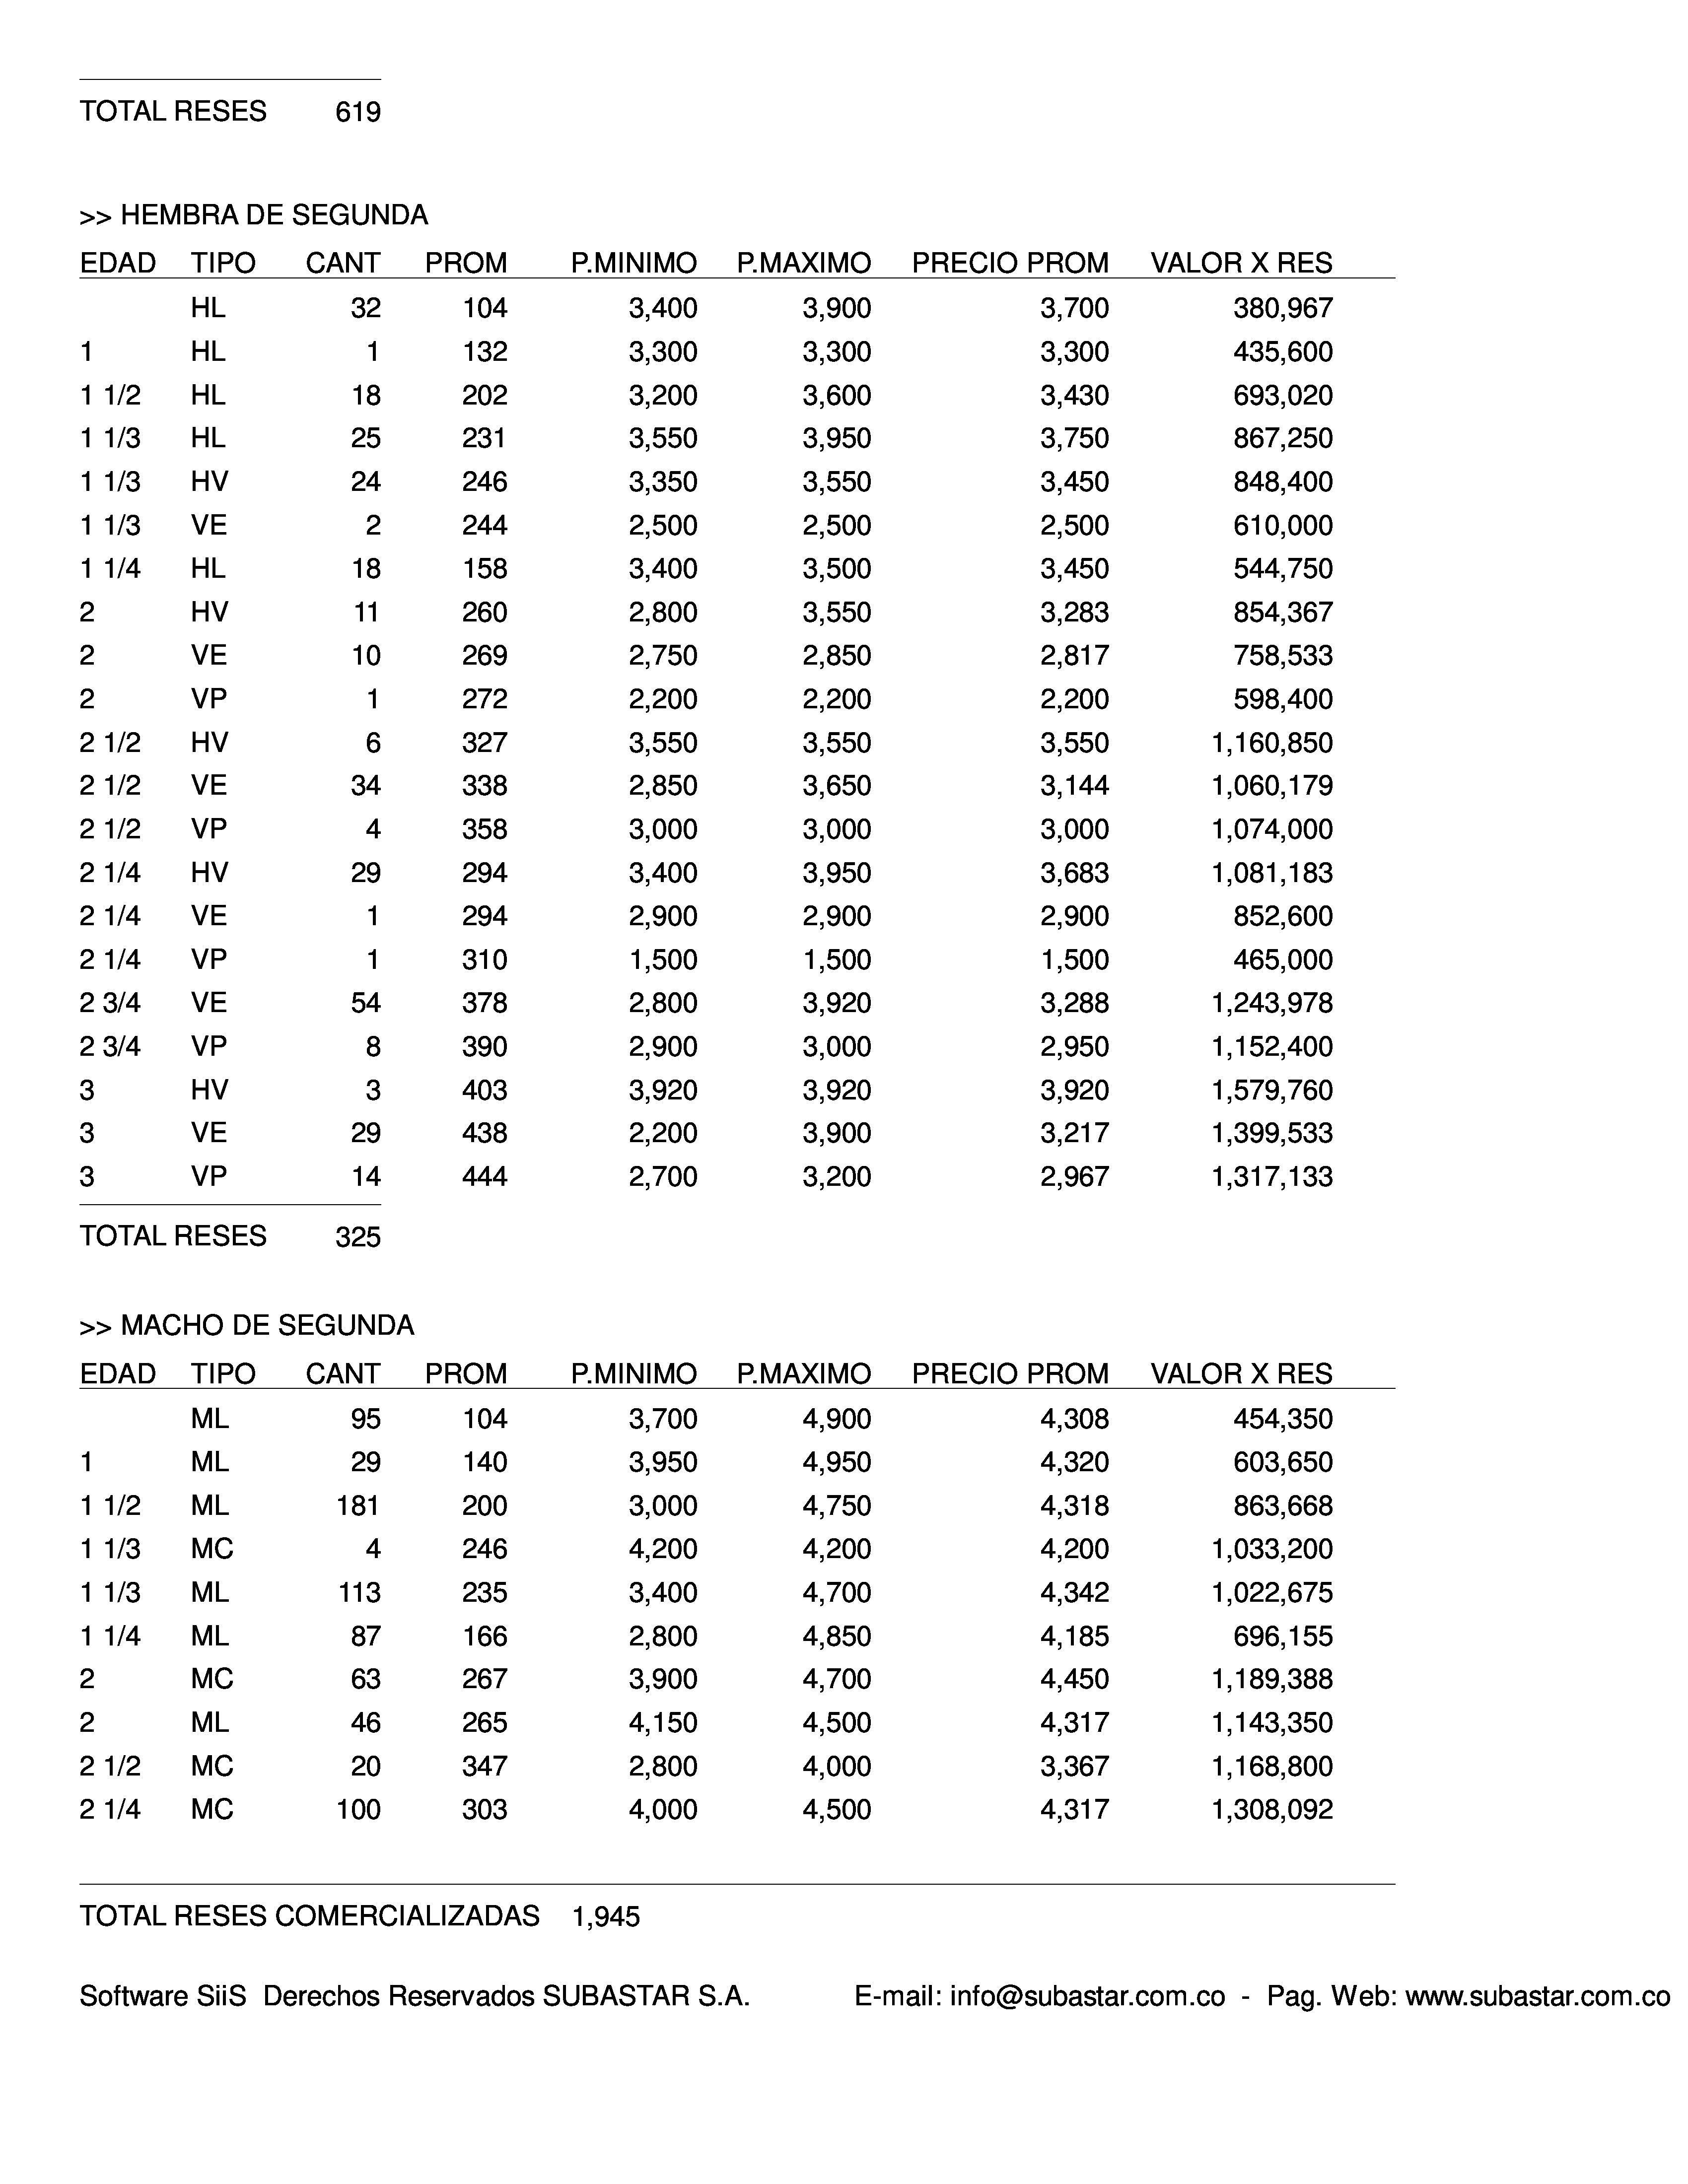 TOTAL RESES 619
>> HEMBRA DE SEGUNDA
EDAD TIPO CANT PROM P.MINIMO P.MAXIMO PRECIO PROM VALOR X RES
HL 32 104 3,400 3,900 3,700 380,967
1 HL 1 132 3,300 3,300 3,300 435,600
1 1/2 HL 18 202 3,200 3,600 3,430 693,020
1 1/3 HL 25 231 3,550 3,950 3,750 867,250
1 1/3 HV 24 246 3,350 3,550 3,450 848,400
1 1/3 VE 2 244 2,500 2,500 2,500 610,000
1 1/4 HL 18 158 3,400 3,500 3,450 544,750
2 HV 11 260 2,800 3,550 3,283 854,367
2 VE 10 269 2,750 2,850 2,817 758,533
2 VP 1 272 2,200 2,200 2,200 598,400
2 1/2 HV 6 327 3,550 3,550 3,550 1,160,850
2 1/2 VE 34 338 2,850 3,650 3,144 1,060,179
2 1/2 VP 4 358 3,000 3,000 3,000 1,074,000
2 1/4 HV 29 294 3,400 3,950 3,683 1,081,183
2 1/4 VE 1 294 2,900 2,900 2,900 852,600
2 1/4 VP 1 310 1,500 1,500 1,500 465,000
2 3/4 VE 54 378 2,800 3,920 3,288 1,243,978
2 3/4 VP 8 390 2,900 3,000 2,950 1,152,400
3 HV 3 403 3,920 3,920 3,920 1,579,760
3 VE 29 438 2,200 3,900 3,217 1,399,533
3 VP 14 444 2,700 3,200 2,967 1,317,133
TOTAL RESES 325
>> MACHO DE SEGUNDA
EDAD TIPO CANT PROM P.MINIMO P.MAXIMO PRECIO PROM VALOR X RES
ML 95 104 3,700 4,900 4,308 454,350
1 ML 29 140 3,950 4,950 4,320 603,650
1 1/2 ML 181 200 3,000 4,750 4,318 863,668
1 1/3 MC 4 246 4,200 4,200 4,200 1,033,200
1 1/3 ML 113 235 3,400 4,700 4,342 1,022,675
1 1/4 ML 87 166 2,800 4,850 4,185 696,155
2 MC 63 267 3,900 4,700 4,450 1,189,388
2 ML 46 265 4,150 4,500 4,317 1,143,350
2 1/2 MC 20 347 2,800 4,000 3,367 1,168,800
2 1/4 MC 100 303 4,000 4,500 4,317 1,308,092
TOTAL RESES COMERCIALIZADAS 1,945
Software SiiS Derechos Reservados SUBASTAR S.A. E-mail: info@subastar.com.co - Pag. Web: www.subastar.com.co